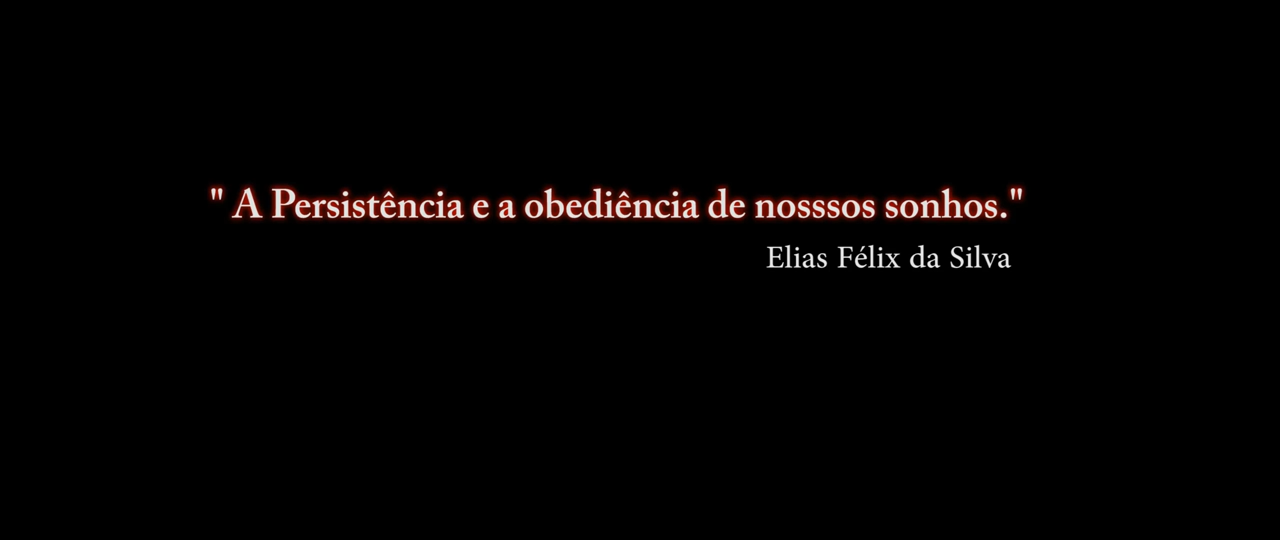 " A Persistência e a obediência de nosssos sonhos."
Elias Félix da Silva